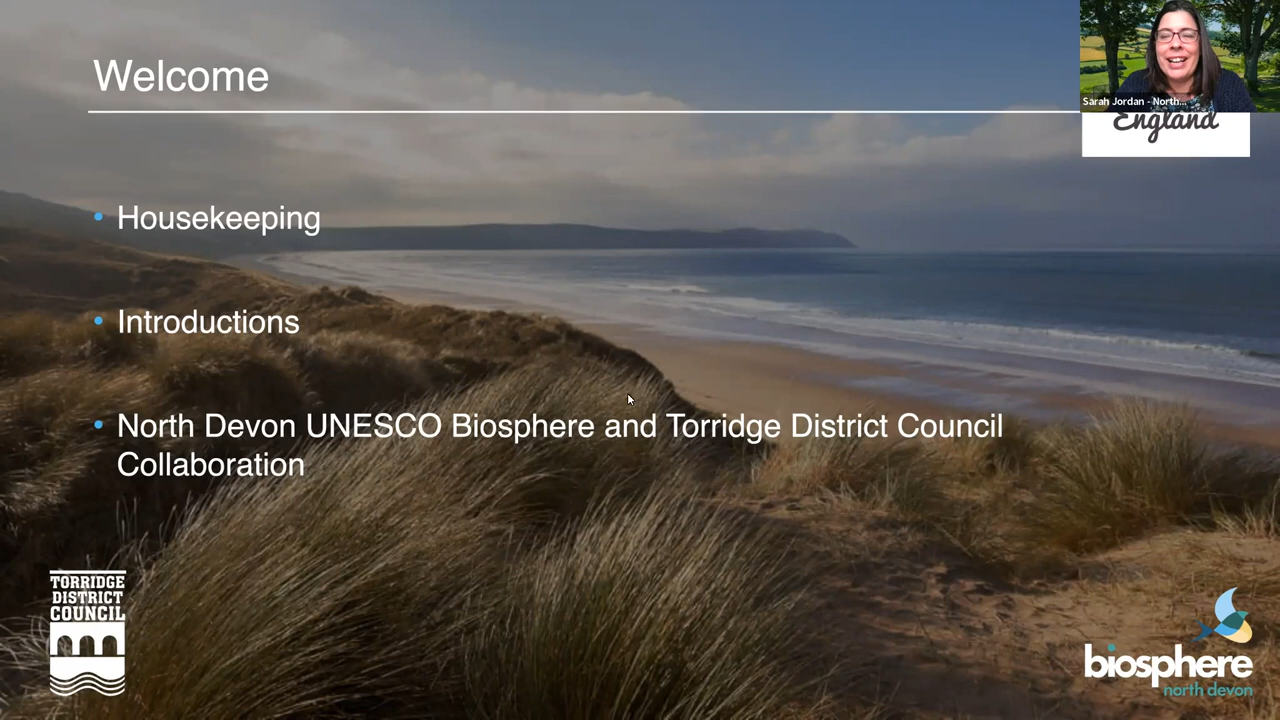 Welcome
Sarah Jordan - North...
England
• Housekeeping
• Introductions
• North Devon UNESCO Biosphere and Torridge District Council
Collaboration
TORRIDGE
DISTRICT
COUNCIL
biosphere
north devon